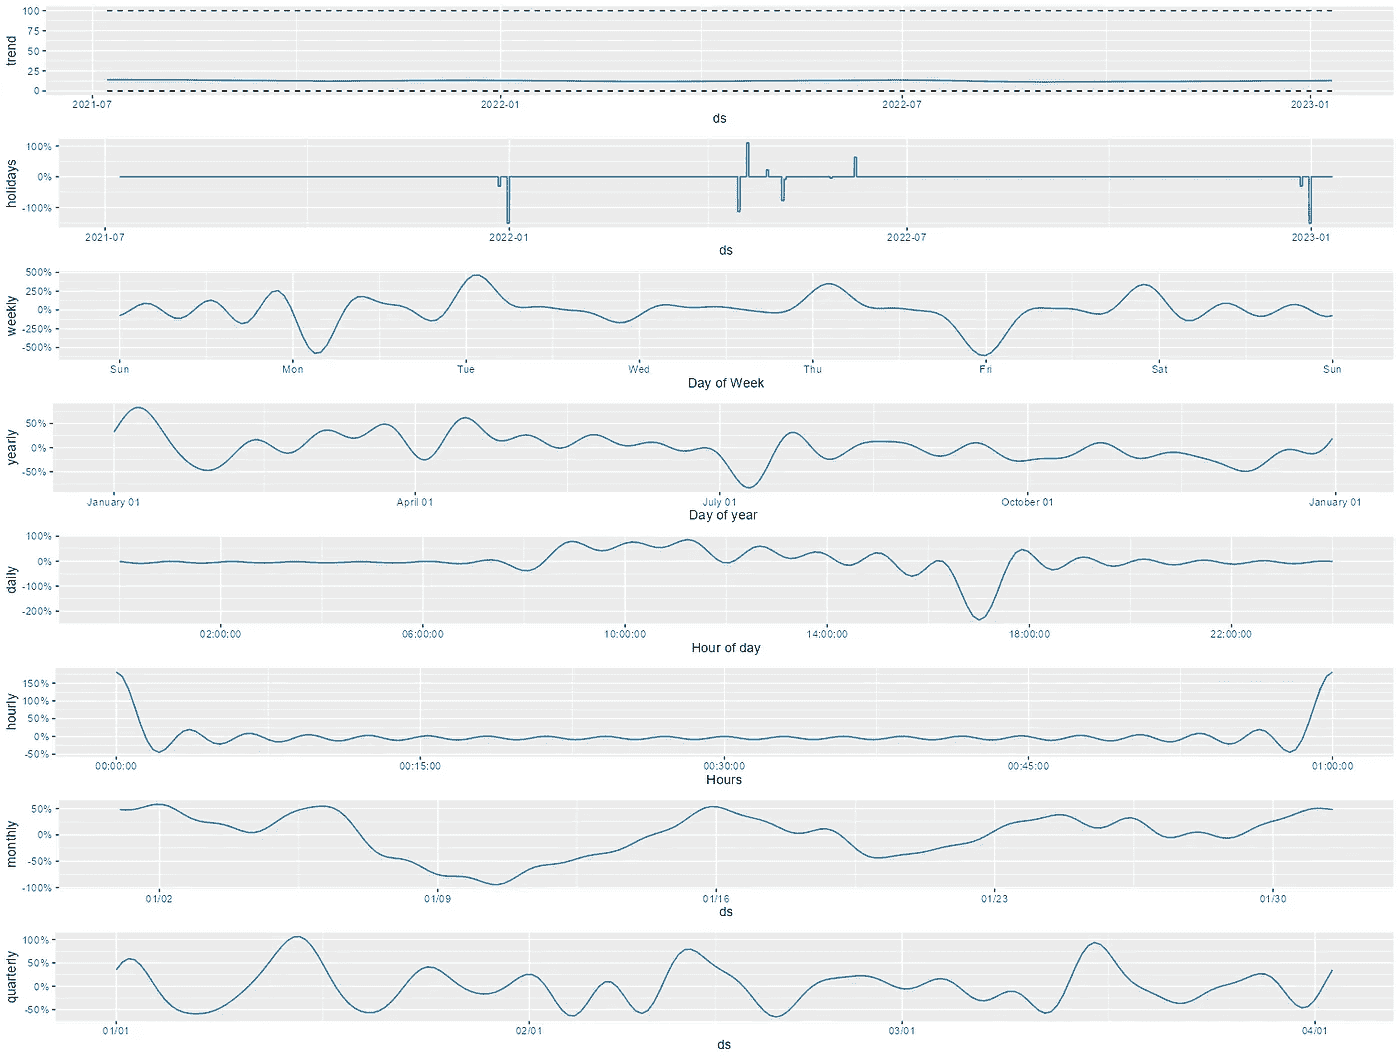 trend
100
75
50
25
0
2021-07 2022-01 2022-07 2023-01
ds
holidays
100%
0%
-100%
2021-07 2022-01 2022-07 2023-01
ds
weekly
500%
250%
0%
-250%
-500%
Sun Mon Tue Wed Thu Fri Sat Sun
Day of Week
yearly
50%
0%
-50%
January 01 April 01 July 01 October 01 January 01
Day of year
daily
100%
0%
-100%
-200%
02:00:00 06:00:00 10:00:00 14:00:00 18:00:00 22:00:00
Hour of day
hourly
150%
100%
50%
0%
-50%
00:00:00 00:15:00 00:30:00 00:45:00 01:00:00
Hours
monthly
50%
0%
-50%
-100%
01/02 01/09 01/16 01/23 01/30
ds
quarterly
100%
50%
0%
-50%
01/01 02/01 03/01 04/01
ds